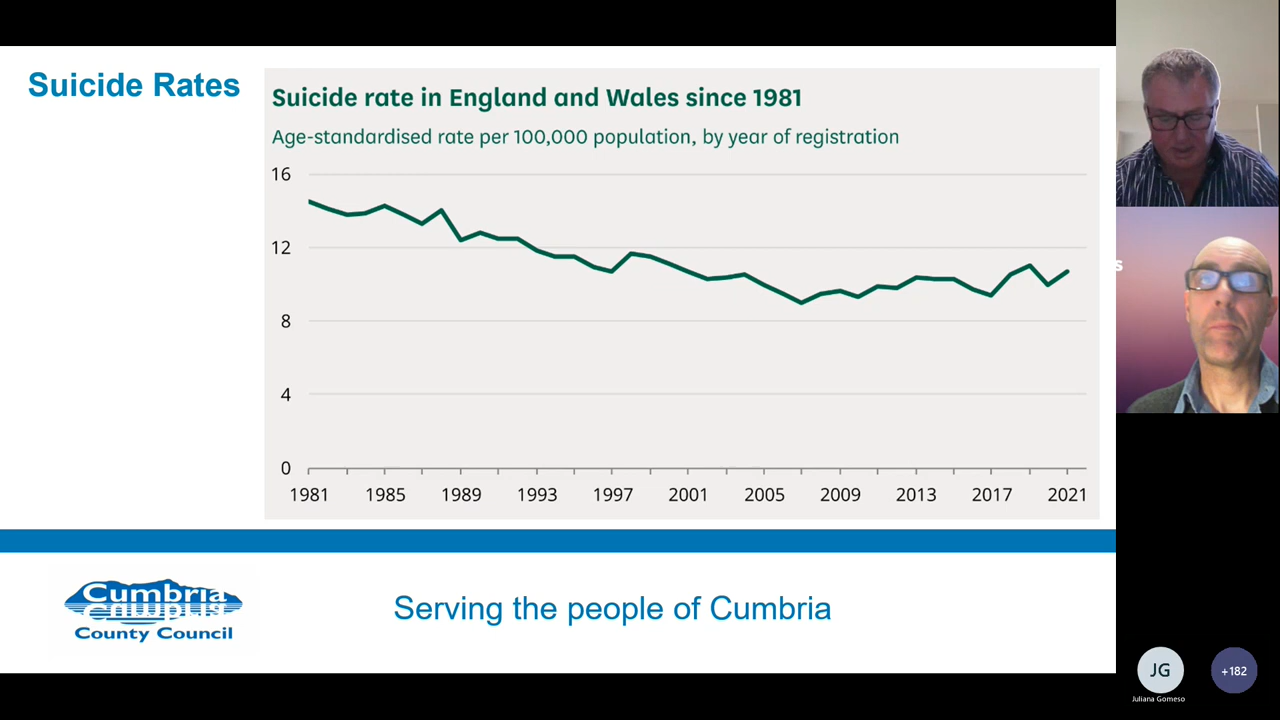 Suicide Rates
Suicide rate in England and Wales since 1981
Age-standardised rate per 100,000 population, by year of registration
16
12
8
4
0
1981 1985 1989 1993 1997 2001 2005 2009 2013 2017 2021
Cumbria
County Council
Serving the people of Cumbria
s
JG
+182
Juliana Gomeso